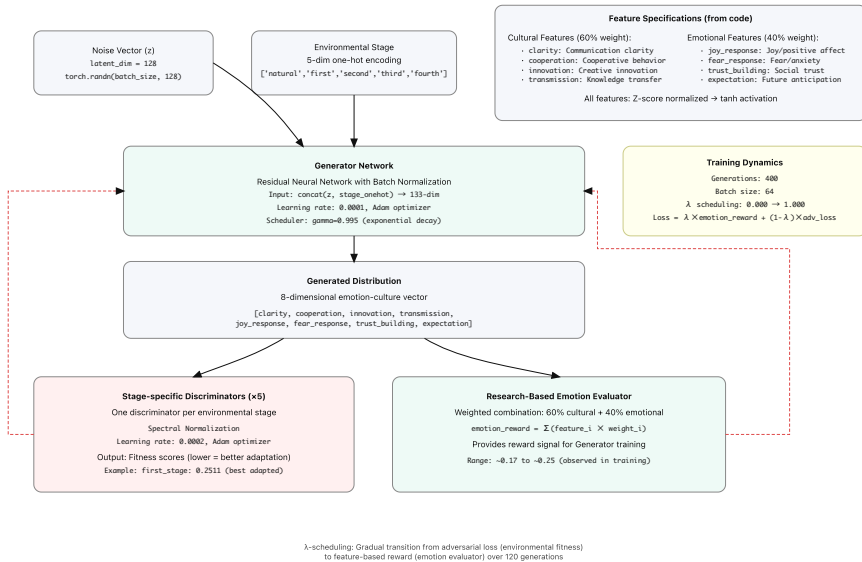 Noise Vector (z)
latent_dim = 128
torch.randn(batch_size, 128)
Environmental Stage
5-dim one-hot encoding
['natural','first','second','third','fourth']
Feature Specifications (from code)
Cultural Features (60% weight):
· clarity: Communication clarity
· cooperation: Cooperative behavior
· innovation: Creative innovation
· transmission: Knowledge transfer
Emotional Features (40% weight):
· joy_response: Joy/positive affect
· fear_response: Fear/anxiety
· trust_building: Social trust
· expectation: Future anticipation
All features: Z-score normalized → tanh activation
Generator Network
Residual Neural Network with Batch Normalization
Input: concat(z, stage_onehot) → 133-dim
Learning rate: 0.0001, Adam optimizer
Scheduler: gamma=0.995 (exponential decay)
Training Dynamics
Generations: 400
Batch size: 64
λ scheduling: 0.000 → 1.000
Loss = λ×emotion_reward + (1-λ)×adv_loss
Generated Distribution
8-dimensional emotion-culture vector
[clarity, cooperation, innovation, transmission,
joy_response, fear_response, trust_building, expectation]
Stage-specific Discriminators (×5)
One discriminator per environmental stage
Spectral Normalization
Learning rate: 0.0002, Adam optimizer
Output: Fitness scores (lower = better adaptation)
Example: first_stage: 0.2511 (best adapted)
Research-Based Emotion Evaluator
Weighted combination: 60% cultural + 40% emotional
emotion_reward = Σ(feature_i × weight_i)
Provides reward signal for Generator training
Range: ~0.17 to ~0.25 (observed in training)
λ-scheduling: Gradual transition from adversarial loss (environmental fitness)
to feature-based reward (emotion evaluator) over 120 generations